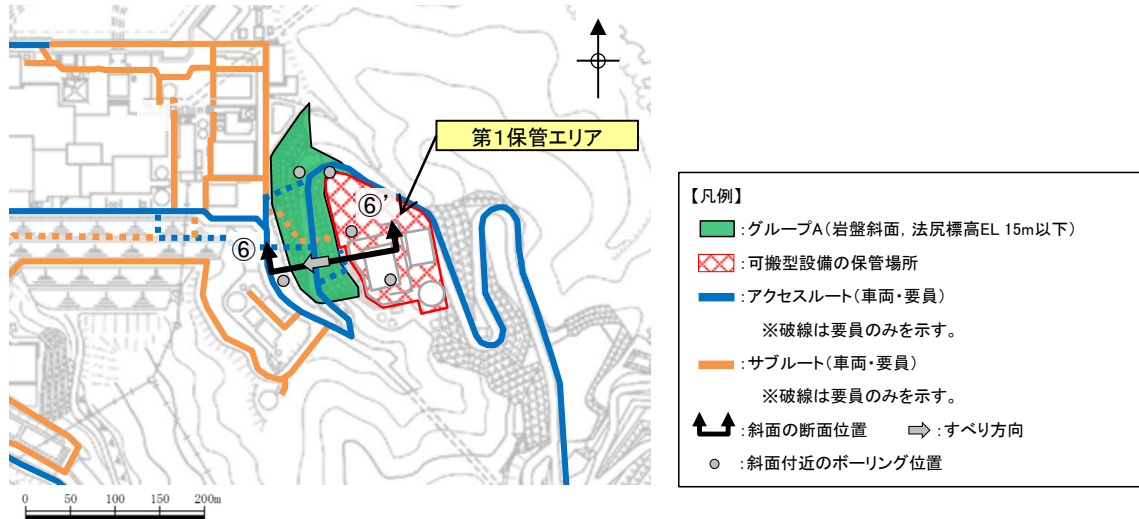 第1保管エリア
⑥'
⑥
0 50 100 150 200m
【凡例】
:グループA(岩盤斜面, 法尻標高EL 15m以下)
:可搬型設備の保管場所
:アクセスルート(車両・要員)
※破線は要員のみを示す。
:サブルート(車両・要員)
※破線は要員のみを示す。
:斜面の断面位置 :すべり方向
:斜面付近のボーリング位置